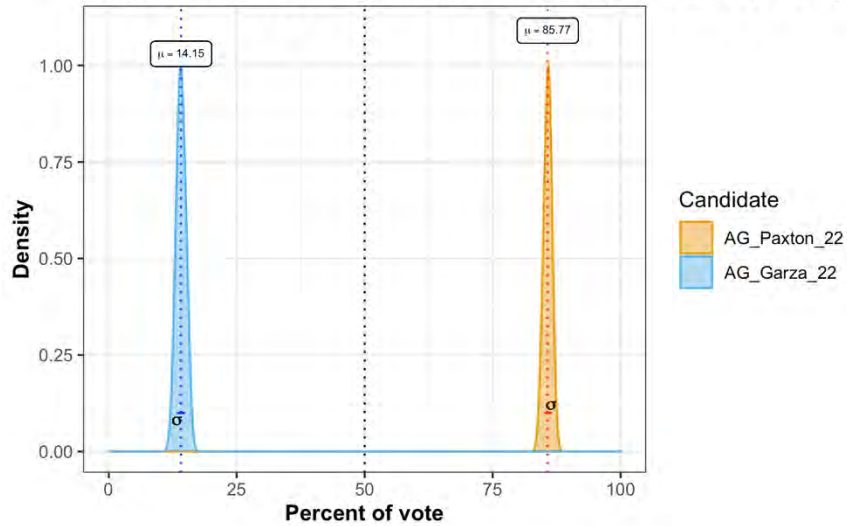 μ = 85.77
μ = 14.15
1.00
0.75
0.50
0.25
0.00
Density
σ
σ
0
25
50
75
100
Percent of vote
Candidate
AG_Paxton_22
AG_Garza_22